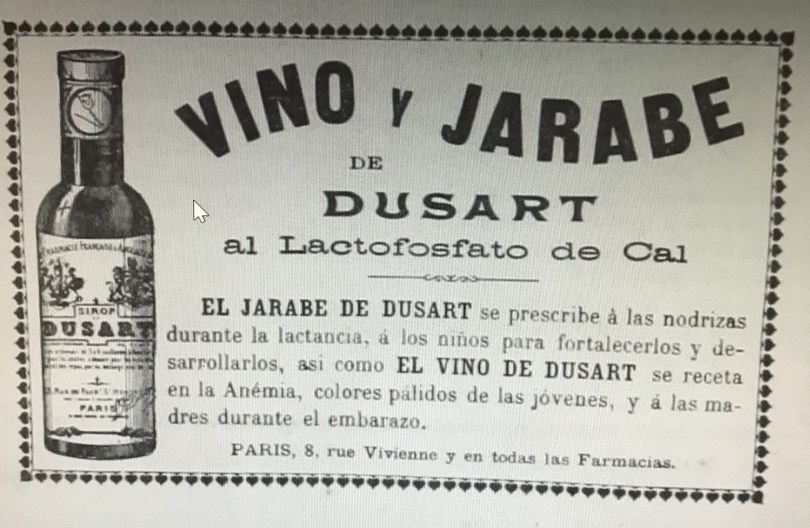 VINO Y JARABE
DE
DUSART
al Lactofosfato de Cal
EL JARABE DE DUSART se prescribe à las nodrizas
durante la lactancia, á los niños para fortalecerlos y de-
sarrollarlos, asi como EL VINO DE DUSART se receta
en la Anémia, colores pálidos de las jóvenes, y á las ma-
dres durante el embarazo.
PARIS, 8, rue Vivienne y en todas las Farmacias.
SIROP
DUSART
PARIS